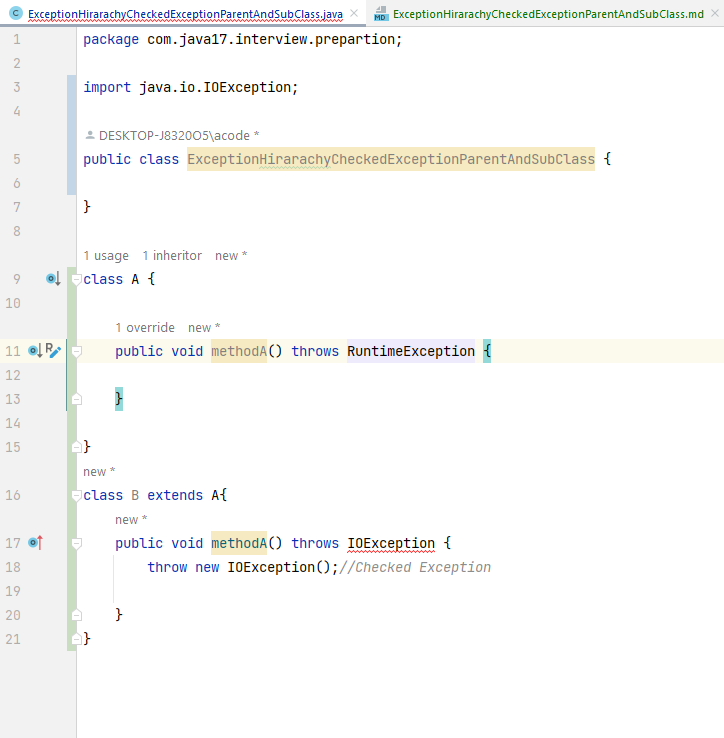 ExceptionHirarachyCheckedExceptionParentAndSubClass.java ExceptionHirarachyCheckedExceptionParentAndSubClass.md
1 package com.java17.interview.prepartion;
2
3 import java.io.IOException;
4
DESKTOP-J8320O5\acode *
5 public class ExceptionHirarachyCheckedExceptionParentAndSubClass {
6
7 }
8
1 usage 1 inheritor new *
9 class A {
10
1 override new *
11 public void methodA() throws RuntimeException {
12
13 }
14
15 }
new *
16 class B extends A{
new *
17 public void methodA() throws IOException {
18 throw new IOException();//Checked Exception
19
20 }
21 }